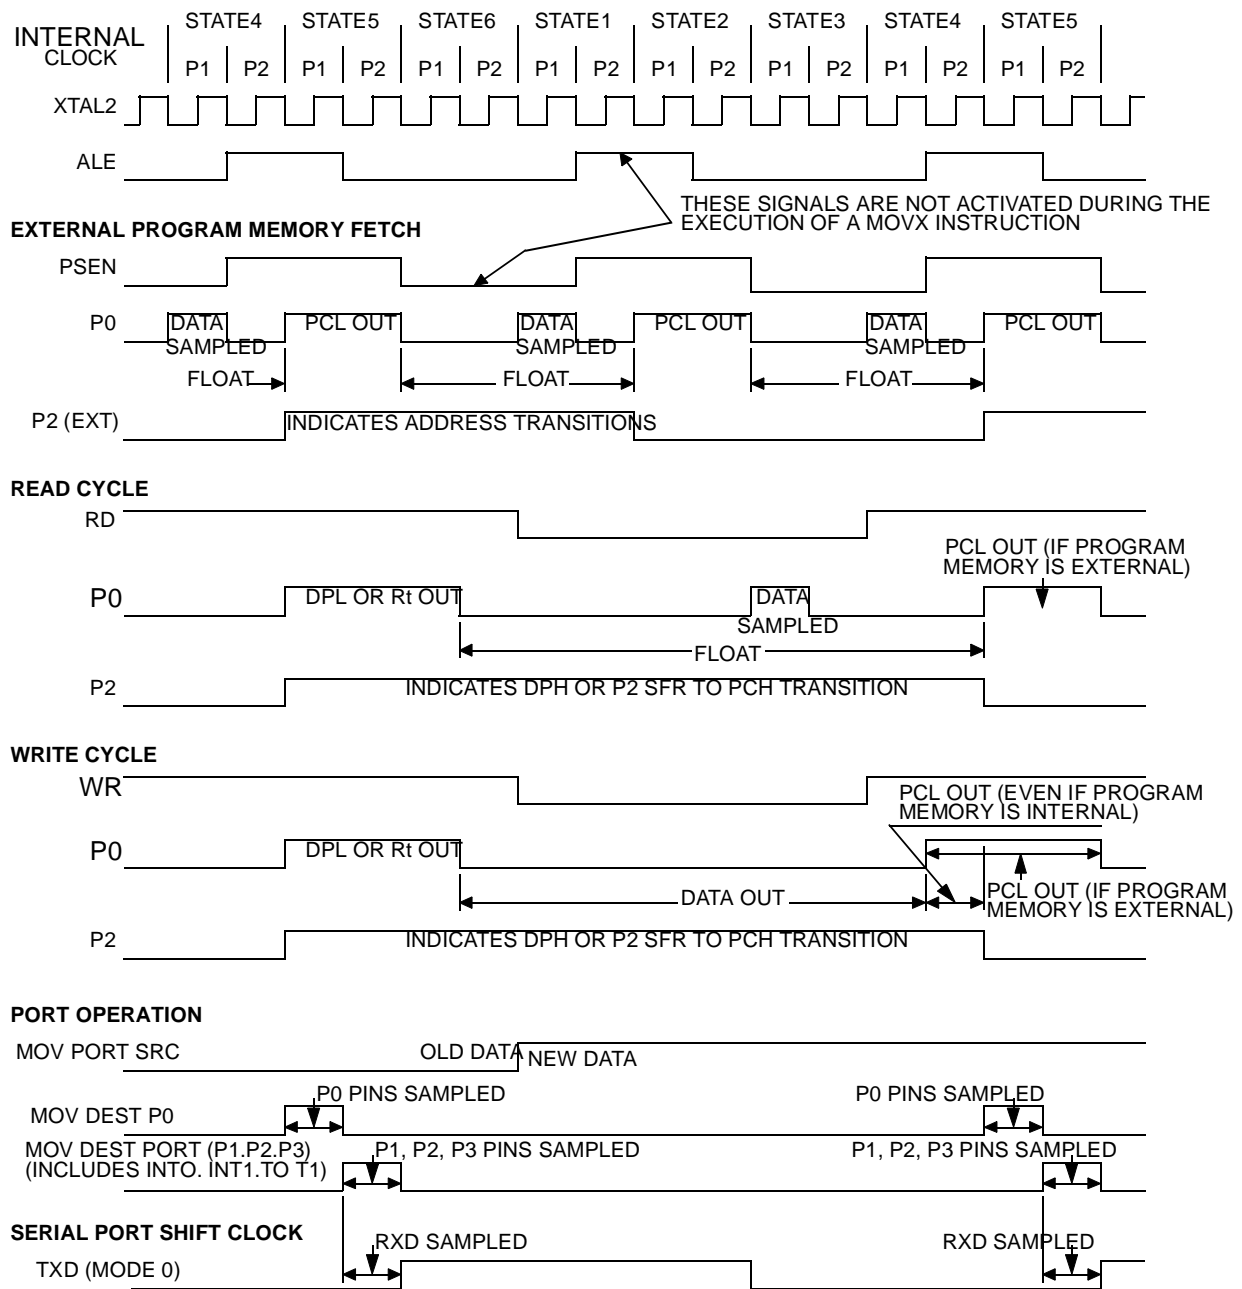 STATE4 STATE5 STATE6 STATE1 STATE2 STATE3 STATE4 STATE5
INTERNAL
CLOCK
P1 P2 P1 P2 P1 P2 P1 P2 P1 P2 P1 P2 P1 P2 P1 P2
XTAL2
ALE
THESE SIGNALS ARE NOT ACTIVATED DURING THE
EXECUTION OF A MOVX INSTRUCTION
EXTERNAL PROGRAM MEMORY FETCH
PSEN
P0 DATA PCL OUT DATA PCL OUT DATA PCL OUT
SAMPLED SAMPLED SAMPLED
FLOAT FLOAT FLOAT
P2 (EXT) INDICATES ADDRESS TRANSITIONS
READ CYCLE
RD
PCL OUT (IF PROGRAM
MEMORY IS EXTERNAL)
P0 DPL OR Rt OUT DATA
SAMPLED
FLOAT
P2 INDICATES DPH OR P2 SFR TO PCH TRANSITION
WRITE CYCLE
WR
PCL OUT (EVEN IF PROGRAM
MEMORY IS INTERNAL)
P0 DPL OR Rt OUT
DATA OUT
PCL OUT (IF PROGRAM
MEMORY IS EXTERNAL)
P2 INDICATES DPH OR P2 SFR TO PCH TRANSITION
PORT OPERATION
MOV PORT SRC OLD DATA NEW DATA
P0 PINS SAMPLED P0 PINS SAMPLED
MOV DEST P0
MOV DEST PORT (P1.P2.P3) P1, P2, P3 PINS SAMPLED P1, P2, P3 PINS SAMPLED
(INCLUDES INTO. INT1.TO T1)
SERIAL PORT SHIFT CLOCK
RXD SAMPLED RXD SAMPLED
TXD (MODE 0)